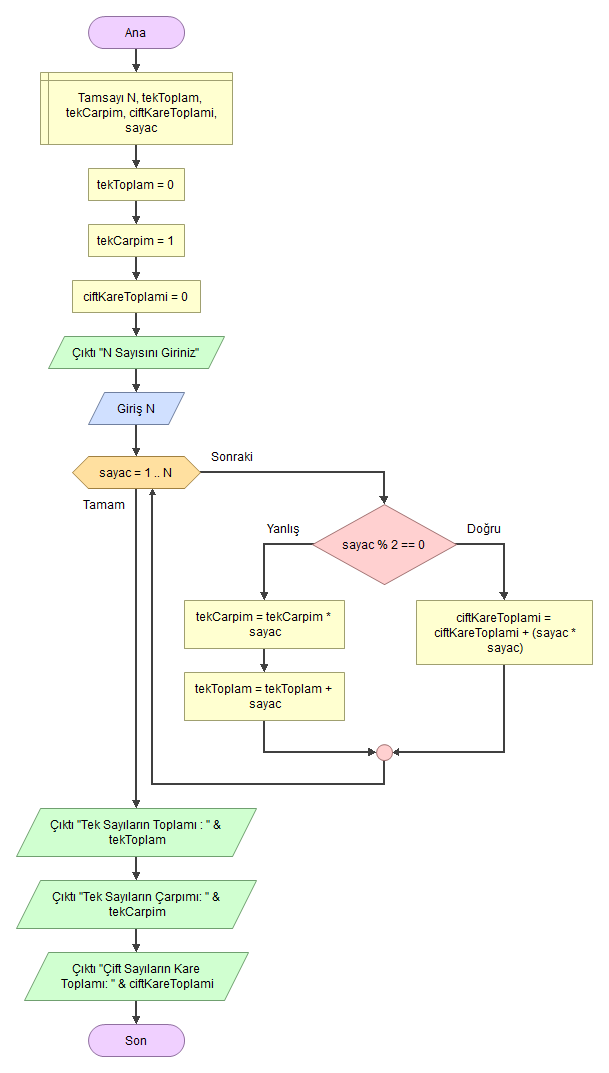 Ana
Tamsayı N, tekToplam,
tekCarpim, ciftKareToplami,
sayac
tekToplam = 0
tekCarpim = 1
ciftKareToplami = 0
Çıktı "N Sayısını Giriniz"
Giriş N
sayac = 1 .. N
Sonraki
Tamam
sayac % 2 == 0
Yanlış
Doğru
tekCarpim = tekCarpim *
sayac
tekToplam = tekToplam +
sayac
ciftKareToplami =
ciftKareToplami + (sayac *
sayac)
Çıktı "Tek Sayıların Toplamı : " &
tekToplam
Çıktı "Tek Sayıların Çarpımı: " &
tekCarpim
Çıktı "Çift Sayıların Kare
Toplamı: " & ciftKareToplami
Son